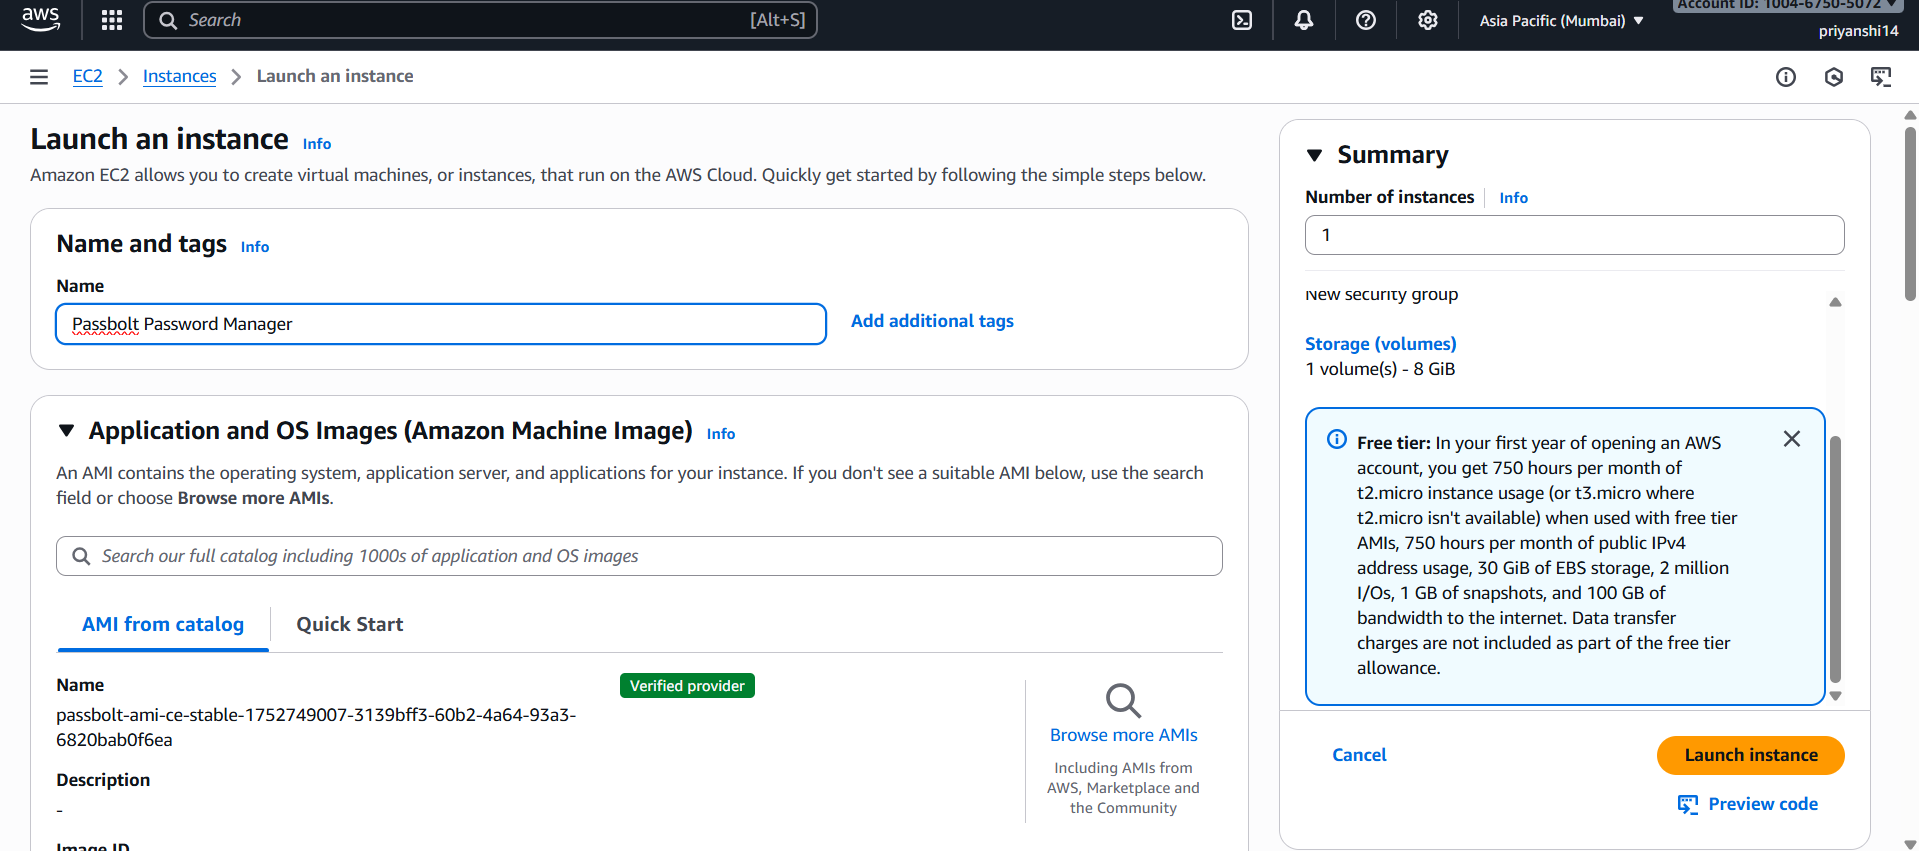 aws
Search
[Alt+S]
Asia Pacific (Mumbai)
Account ID: 1004-6750-5072
priyanshi14
EC2
Instances
Launch an instance
Launch an instance Info
Amazon EC2 allows you to create virtual machines, or instances, that run on the AWS Cloud. Quickly get started by following the simple steps below.
Name and tags Info
Name
Passbolt Password Manager
Add additional tags
Application and OS Images (Amazon Machine Image) Info
An AMI contains the operating system, application server, and applications for your instance. If you don't see a suitable AMI below, use the search
field or choose Browse more AMIs.
Search our full catalog including 1000s of application and OS images
AMI from catalog
Quick Start
Name
Verified provider
passbolt-ami-ce-stable-1752749007-3139bff3-60b2-4a64-93a3-
6820bab0f6ea
Description
-
Image ID
Browse more AMIs
Including AMIs from
AWS, Marketplace and
the Community
Summary
Number of instances Info
1
New security group
Storage (volumes)
1 volume(s) - 8 GiB
Free tier: In your first year of opening an AWS
account, you get 750 hours per month of
t2.micro instance usage (or t3.micro where
t2.micro isn't available) when used with free tier
AMIs, 750 hours per month of public IPv4
address usage, 30 GiB of EBS storage, 2 million
I/Os, 1 GB of snapshots, and 100 GB of
bandwidth to the internet. Data transfer
charges are not included as part of the free tier
allowance.
Cancel
Launch instance
Preview code